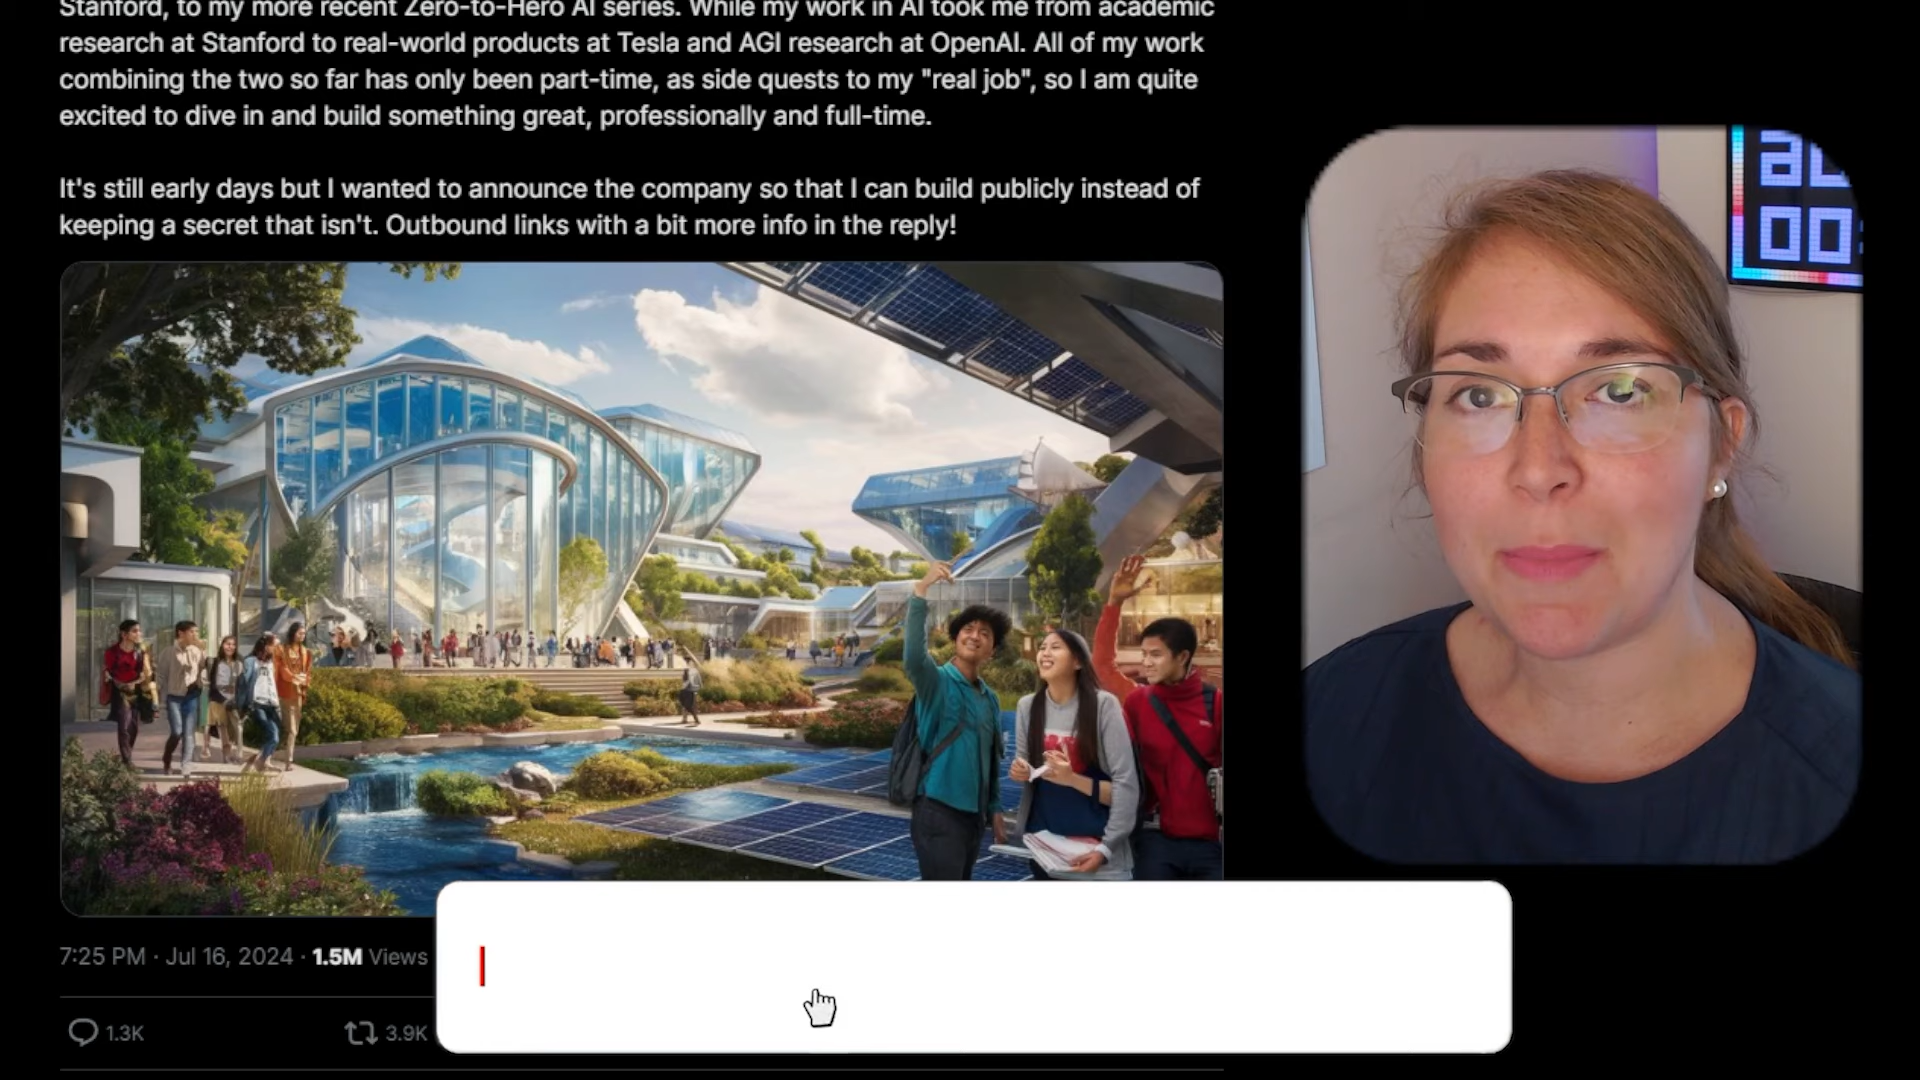 Stanford, to my more recent Zero-to-Hero AI series. While my work in AI took me from academic
research at Stanford to real-world products at Tesla and AGI research at OpenAI. All of my work
combining the two so far has only been part-time, as side quests to my "real job", so I am quite
excited to dive in and build something great, professionally and full-time.
It's still early days but I wanted to announce the company so that I can build publicly instead of
keeping a secret that isn't. Outbound links with a bit more info in the reply!
7:25 PM · Jul 16, 2024 · 1.5M Views
1.3K
3.9K